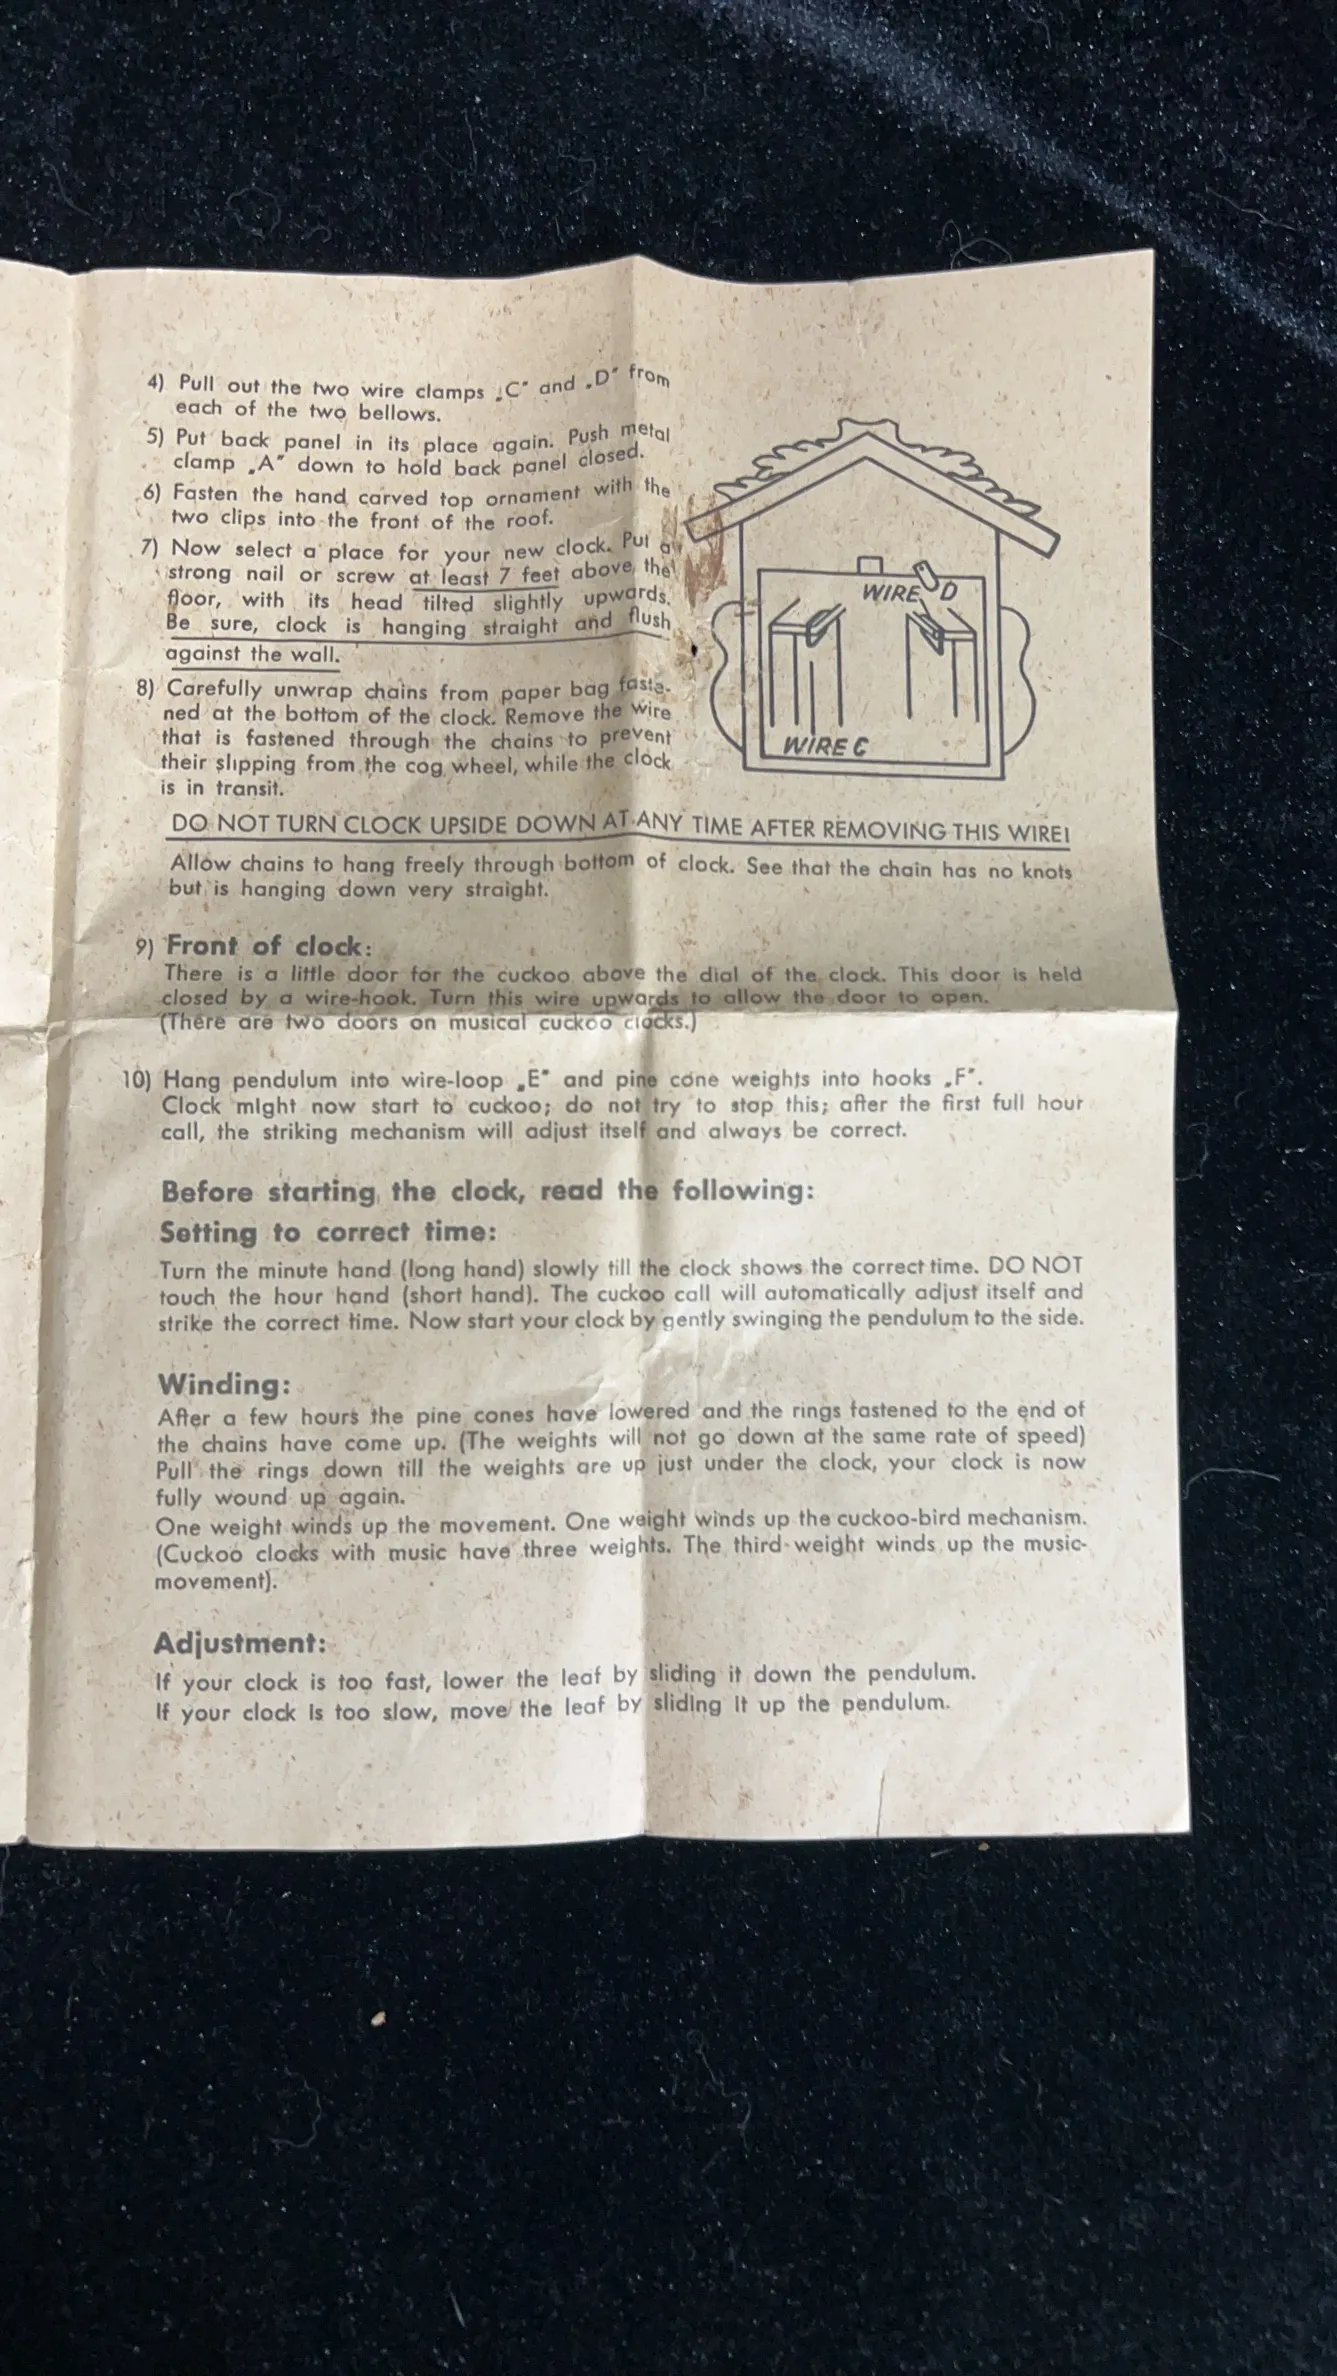 4) Pull out the two wire clamps „C" and „D" from
each of the two bellows.
5) Put back panel in its place again. Push metal
clamp „A" down to hold back panel closed.
6) Fasten the hand carved top ornament with the
two clips into the front of the roof.
7) Now select a place for your new clock. Put a
strong nail or screw at least 7 feet above the
floor, with its head tilted slightly upwards.
Be sure, clock is hanging straight and flush
against the wall.
8) Carefully unwrap chains from paper bag faste-
ned at the bottom of the clock. Remove the wire
that is fastened through the chains to prevent
their slipping from the cog wheel, while the clock
is in transit.
WIRE D
WIRE C
DO NOT TURN CLOCK UPSIDE DOWN AT ANY TIME AFTER REMOVING THIS WIRE!
Allow chains to hang freely through bottom of clock. See that the chain has no knots
but is hanging down very straight.
9) Front of clock:
There is a little door for the cuckoo above the dial of the clock. This door is held
closed by a wire-hook. Turn this wire upwards to allow the door to open.
(There are two doors on musical cuckoo clocks.)
10) Hang pendulum into wire-loop „E" and pine cone weights into hooks „F".
Clock might now start to cuckoo; do not try to stop this; after the first full hour
call, the striking mechanism will adjust itself and always be correct.
Before starting the clock, read the following:
Setting to correct time:
Turn the minute hand (long hand) slowly till the clock shows the correct time. DO NOT
touch the hour hand (short hand). The cuckoo call will automatically adjust itself and
strike the correct time. Now start your clock by gently swinging the pendulum to the side.
Winding:
After a few hours the pine cones have lowered and the rings fastened to the end of
the chains have come up. (The weights will not go down at the same rate of speed)
Pull the rings down till the weights are up just under the clock, your clock is now
fully wound up again.
One weight winds up the movement. One weight winds up the cuckoo-bird mechanism.
(Cuckoo clocks with music have three weights. The third weight winds up the music-
movement).
Adjustment:
If your clock is too fast, lower the leaf by sliding it down the pendulum.
If your clock is too slow, move the leaf by sliding it up the pendulum.